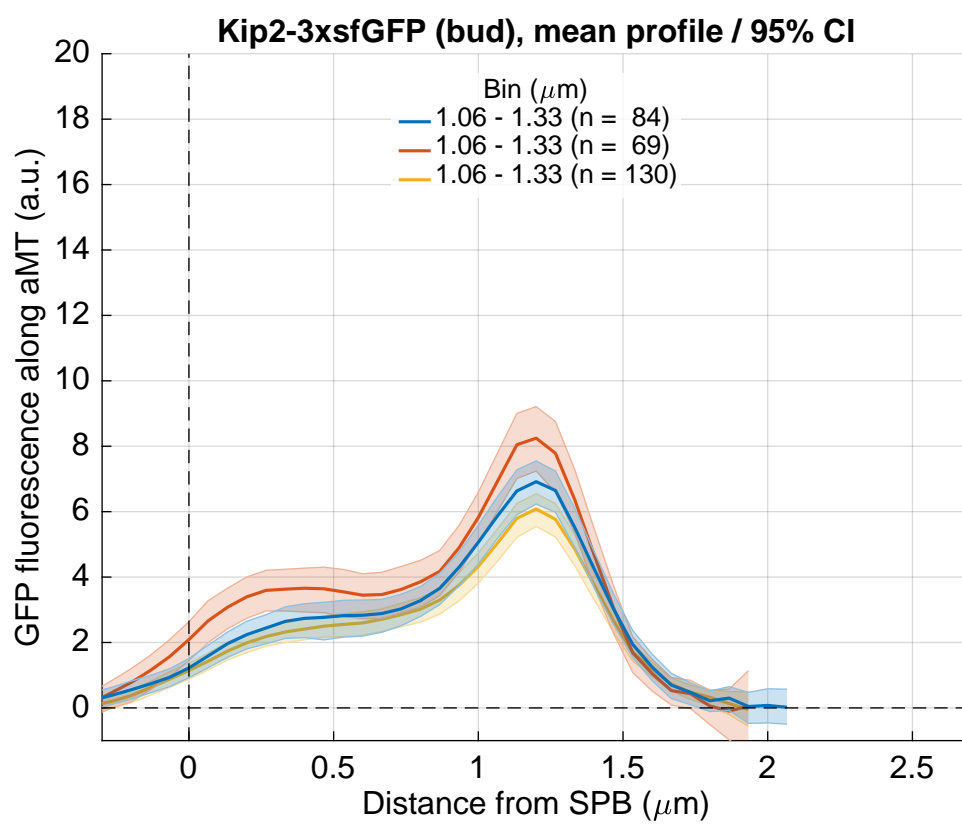 Kip2-3xsfGFP (bud), mean profile / 95% CI
GFP fluorescence along aMT (a.u.)
20
18
16
14
12
10
8
6
4
2
0
Bin (μm)
1.06 - 1.33 (n = 84)
1.06 - 1.33 (n = 69)
1.06 - 1.33 (n = 130)
0 0.5 1 1.5 2 2.5
Distance from SPB (μm)